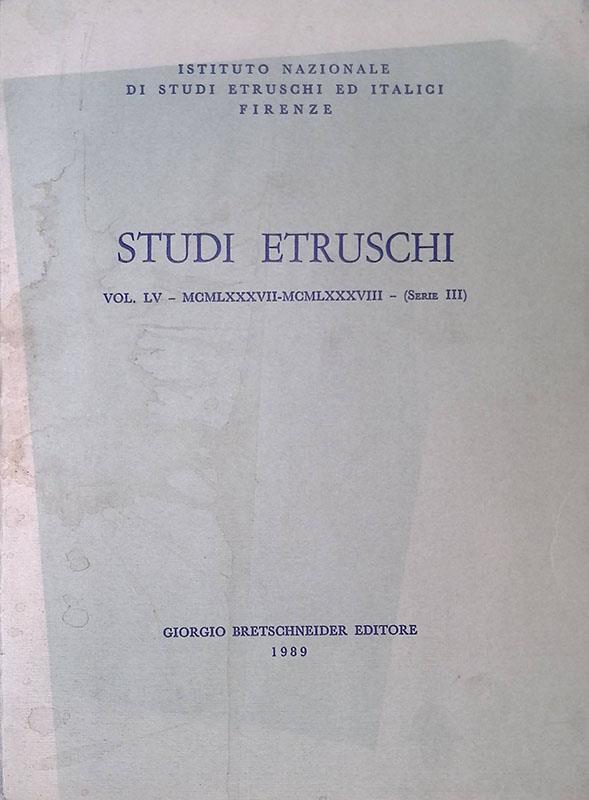 ISTITUTO NAZIONALE
DI STUDI ETRUSCHI ED ITALICI
FIRENZE
STUDI ETRUSCHI
VOL. LV – MCMLXXXVII-MCMLXXXVIII – (Serie III)
GIORGIO BRETSCHNEIDER EDITORE
1989